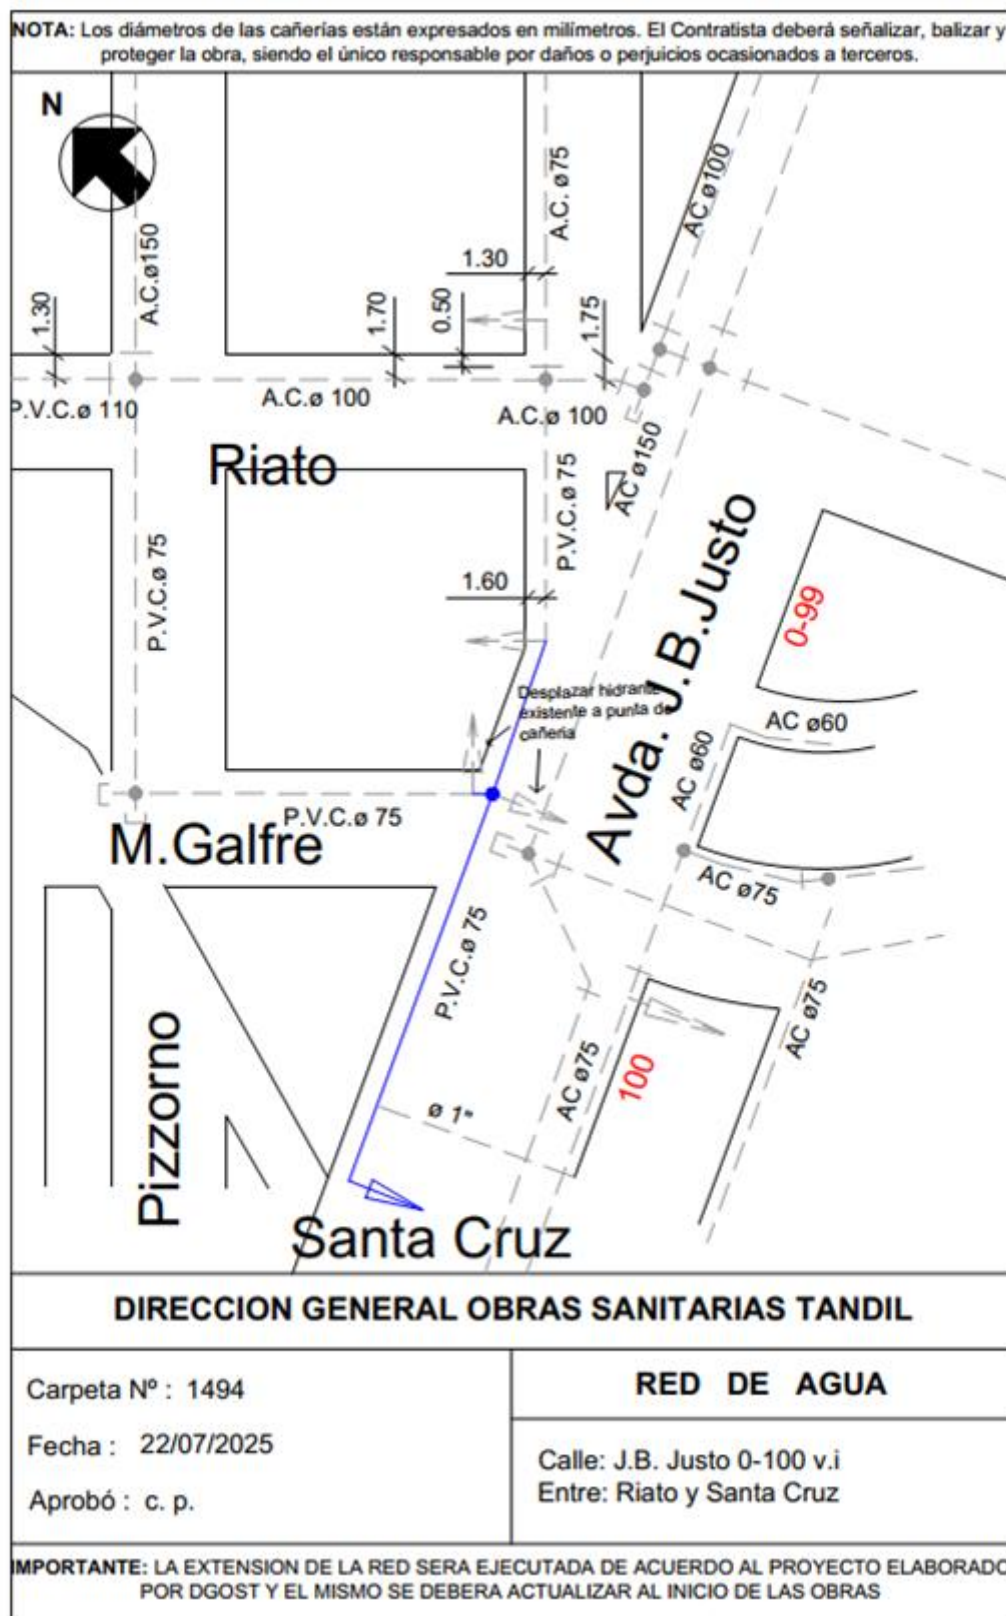 NOTA: Los diámetros de las cañerías están expresados en milímetros. El Contratista deberá señalizar, balizar y
proteger la obra, siendo el único responsable por daños o perjuicios ocasionados a terceros.
N
A.C.ø150
A.C. ø75
AC ø100
1.30
1.30
1.70
0.50
1.75
P.V.C.ø 110
A.C.ø 100
A.C.ø 100
Riato
AC ø150
P.V.C.ø 75
P.V.C.ø 75
1.60
Avda. J.B.Justo
0-99
Desplazar hidrante
existente a punta de
cañeria
AC ø60
AC ø60
P.V.C.ø 75
M.Galfre
AC ø75
P.V.C.ø 75
AC ø75
AC ø75
100
ø 1"
Pizzorno
Santa Cruz
DIRECCION GENERAL OBRAS SANITARIAS TANDIL
Carpeta Nº : 1494
Fecha : 22/07/2025
Aprobó : c. p.
RED DE AGUA
Calle: J.B. Justo 0-100 v.i
Entre: Riato y Santa Cruz
IMPORTANTE: LA EXTENSION DE LA RED SERA EJECUTADA DE ACUERDO AL PROYECTO ELABORADO
POR DGOST Y EL MISMO SE DEBERA ACTUALIZAR AL INICIO DE LAS OBRAS